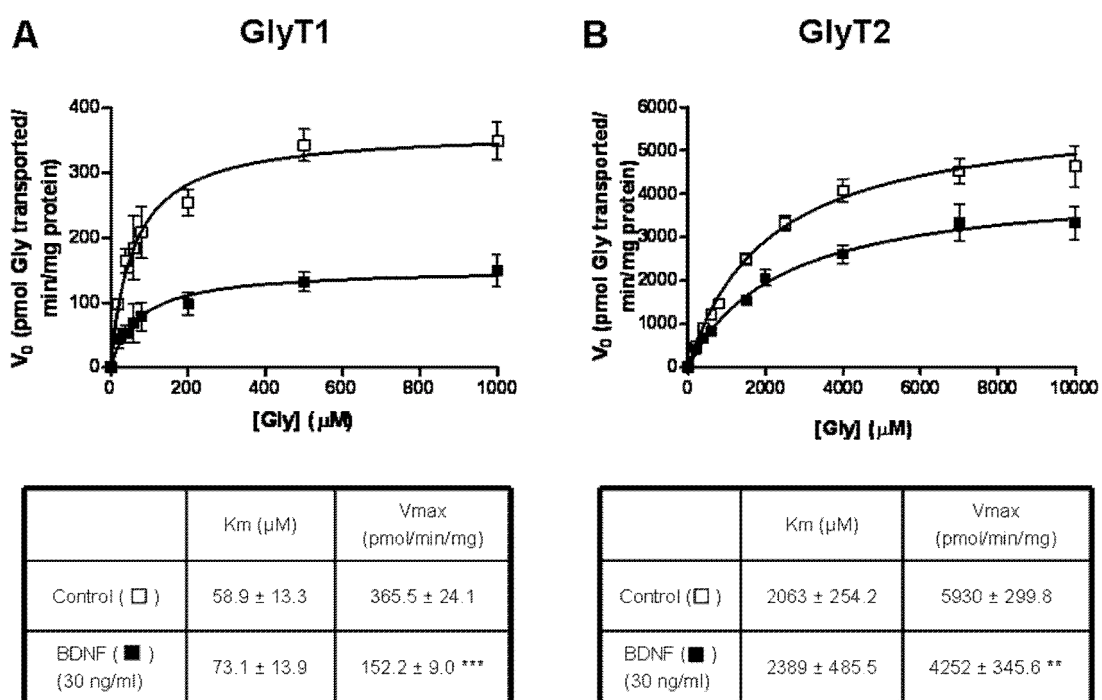 A GlyT1
V0 (pmol Gly transported/
min/mg protein)
400
300
200
100
0
0 200 400 600 800 1000
[Gly] (μM)
Km (μM) Vmax
(pmol/min/mg)
Control ( □ ) 58.9 ± 13.3 365.5 ± 24.1
BDNF ( ■ )
(30 ng/ml) 73.1 ± 13.9 152.2 ± 9.0 ***
B GlyT2
V0 (pmol Gly transported/
min/mg protein)
6000
5000
4000
3000
2000
1000
0
0 2000 4000 6000 8000 10000
[Gly] (μM)
Km (μM) Vmax
(pmol/min/mg)
Control (□ ) 2063 ± 254.2 5930 ± 299.8
BDNF (■ )
(30 ng/ml) 2389 ± 485.5 4252 ± 345.6 **